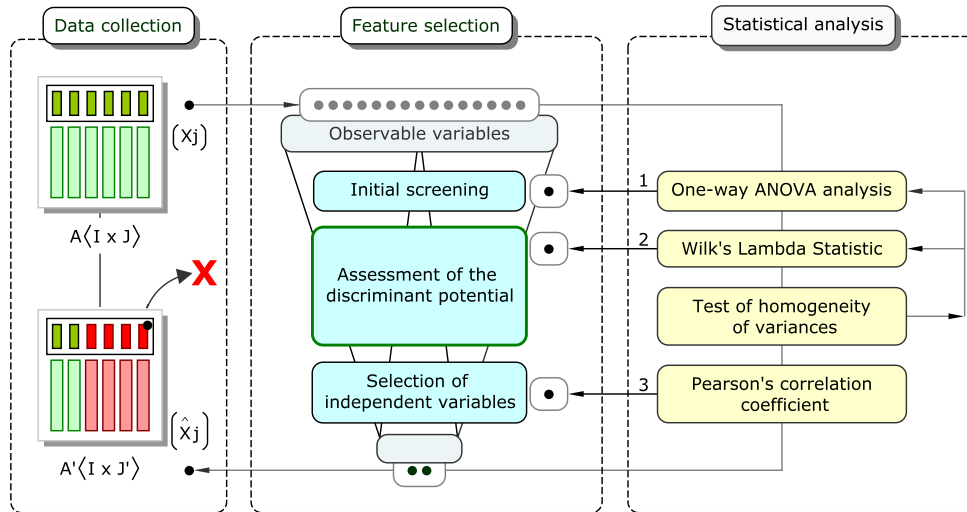 Data collection
Feature selection
Statistical analysis
(Xj)
Observable variables
Initial screening
1
One-way ANOVA analysis
A⟨I x J⟩
2
Wilk's Lambda Statistic
X
Assessment of the
discriminant potential
Test of homogeneity
of variances
Selection of
independent variables
3
Pearson's correlation
coefficient
(X̂j)
A'⟨I x J'⟩